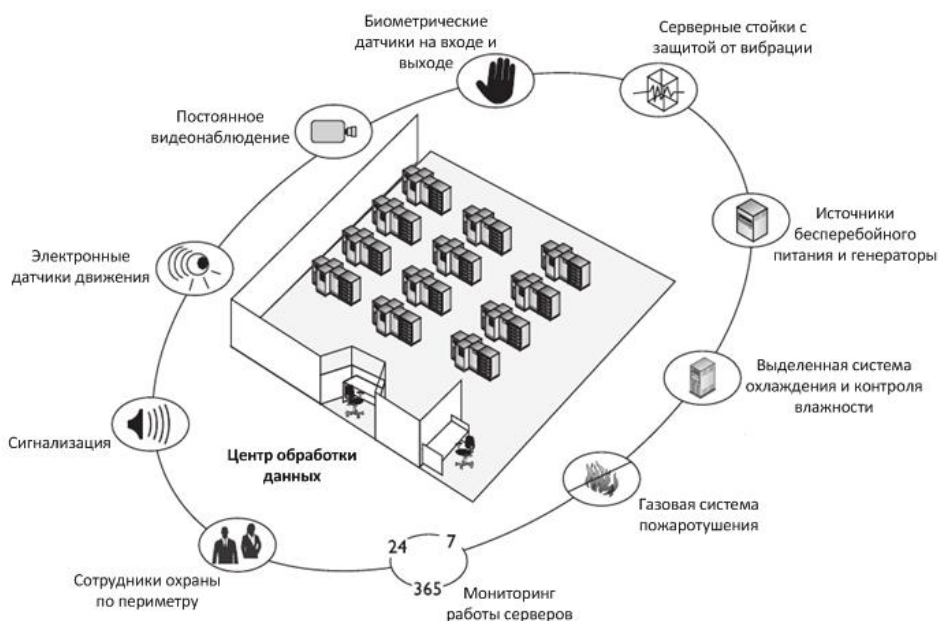 Биометрические
датчики на входе и
выходе
Серверные стойки с
защитой от вибрации
Постоянное
видеонаблюдение
Источники
бесперебойного
питания и генераторы
Электронные
датчики движения
Выделенная система
охлаждения и контроля
влажности
Сигнализация
Центр обработки
данных
Газовая система
пожаротушения
24
7
365
Сотрудники охраны
по периметру
Мониторинг
работы серверов